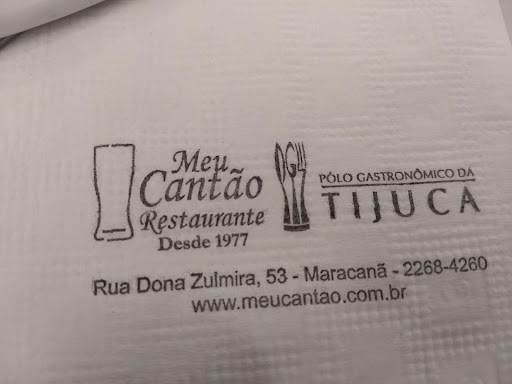 Meu
Cantão
Restaurante
Desde 1977
PÓLO GASTRONÔMICO DA
TIJUCA
Rua Dona Zulmira, 53 - Maracanã - 2268-4260
www.meucantao.com.br